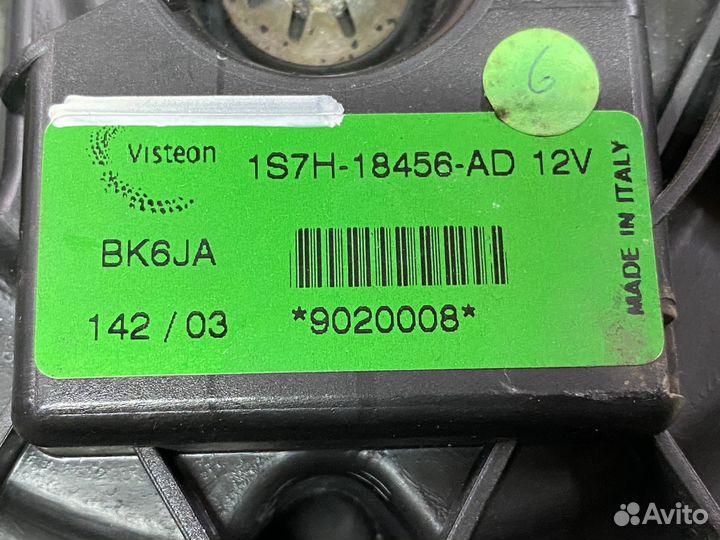 6
Visteon
1S7H-18456-AD 12V
BK6JA
142 / 03
*9020008*
MADE IN ITALY
Avito